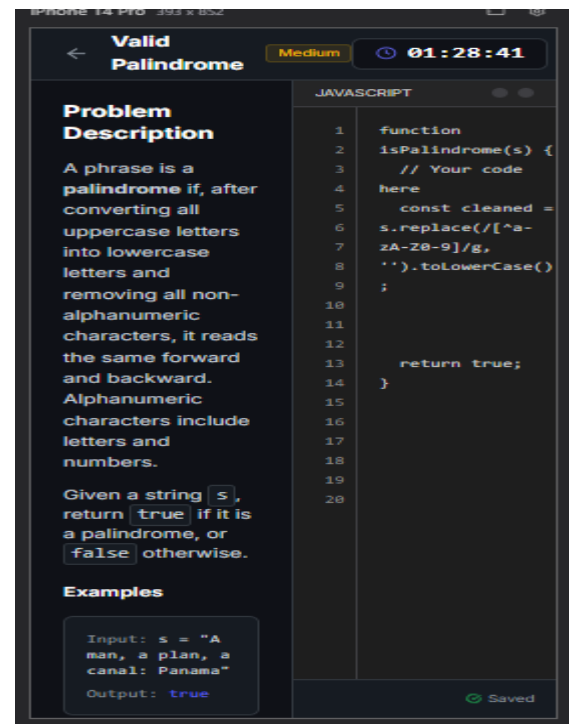 iPhone 14 Pro 393 x 852
Valid
Palindrome
Medium
01:28:41
Problem
Description
A phrase is a
palindrome if, after
converting all
uppercase letters
into lowercase
letters and
removing all non-
alphanumeric
characters, it reads
the same forward
and backward.
Alphanumeric
characters include
letters and
numbers.
Given a string s ,
return true if it is
a palindrome, or
false otherwise.
Examples
Input: s = "A
man, a plan, a
canal: Panama"
Output: true
JAVASCRIPT
1 function
2 isPalindrome(s) {
3 // Your code
4 here
5 const cleaned =
6 s.replace(/[^a-
7 zA-Z0-9]/g,
8 '').toLowerCase()
9 ;
10
11
12
13 return true;
14 }
15
16
17
18
19
20
Saved